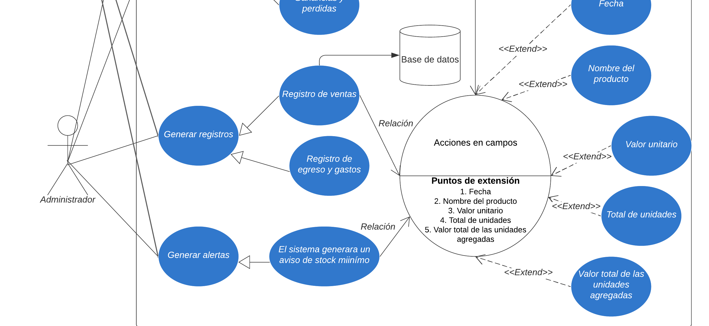 perdidas
Fecha
<<Extend>>
Base de datos
Nombre del
producto
<<Extend>>
Registro de ventas
Relación
Generar registros
Acciones en campos
Valor unitario
<<Extend>>
Registro de
egreso y gastos
Puntos de extensión
1. Fecha
2. Nombre del producto
3. Valor unitario
4. Total de unidades
5. Valor total de las unidades
agregadas
Administrador
<<Extend>>
Total de unidades
Relación
Generar alertas
El sistema generara un
aviso de stock miinímo
<<Extend>>
Valor total de las
unidades
agregadas